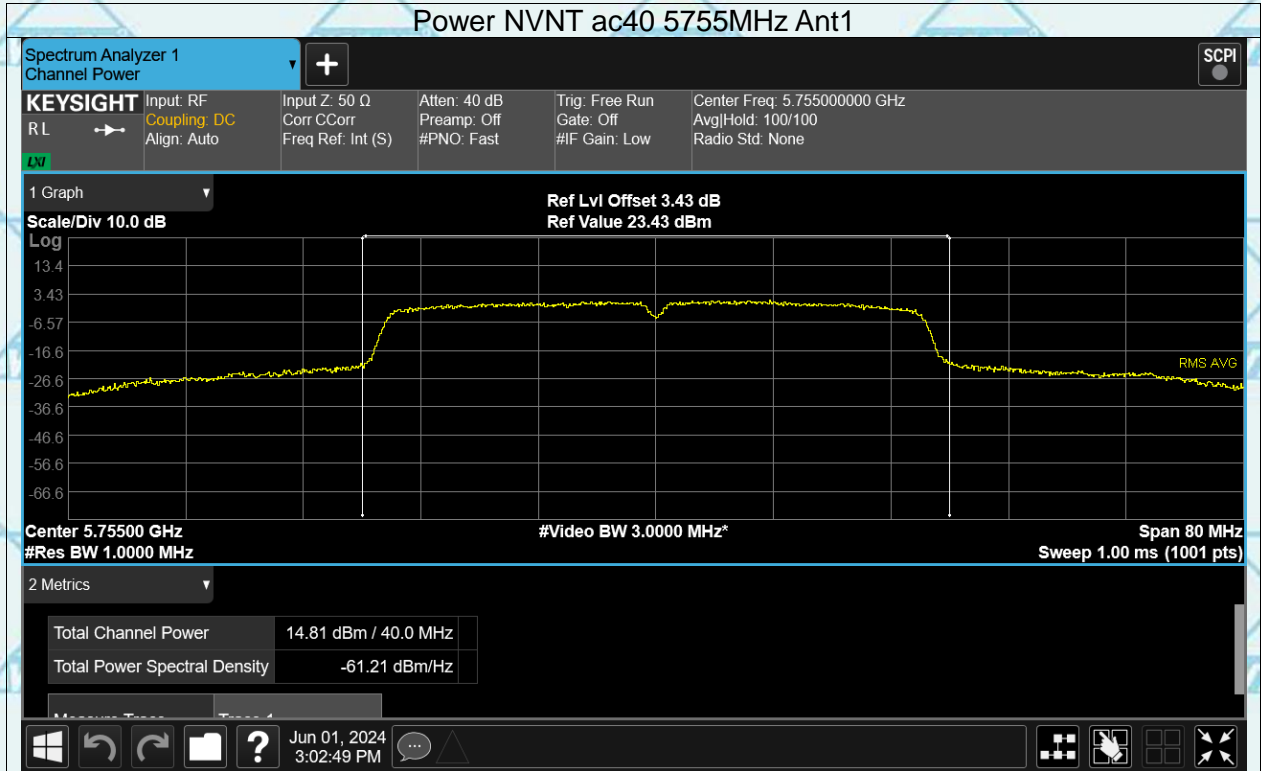 Power NVNT ac40 5755MHz Ant1
Spectrum Analyzer 1
Channel Power
SCPI
KEYSIGHT
RL
LXI
Input: RF
Coupling: DC
Align: Auto
Input Z: 50 Ω
Corr CCorr
Freq Ref: Int (S)
Atten: 40 dB
Preamp: Off
#PNO: Fast
Trig: Free Run
Gate: Off
#IF Gain: Low
Center Freq: 5.755000000 GHz
Avg|Hold: 100/100
Radio Std: None
1 Graph
Scale/Div 10.0 dB
Ref Lvl Offset 3.43 dB
Ref Value 23.43 dBm
Log
13.4
3.43
-6.57
-16.6
-26.6
-36.6
-46.6
-56.6
-66.6
RMS AVG
Center 5.75500 GHz
#Res BW 1.0000 MHz
#Video BW 3.0000 MHz*
Span 80 MHz
Sweep 1.00 ms (1001 pts)
2 Metrics
Total Channel Power 14.81 dBm / 40.0 MHz
Total Power Spectral Density -61.21 dBm/Hz
Jun 01, 2024
3:02:49 PM